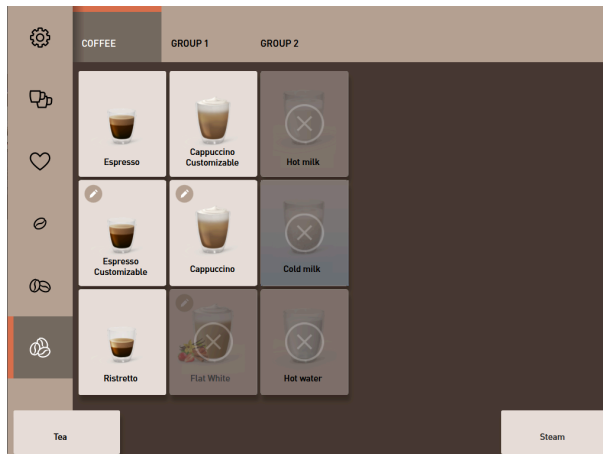 COFFEE
GROUP 1
GROUP 2
Espresso
Cappuccino
Customizable
Hot milk
Espresso
Customizable
Cappuccino
Cold milk
Ristretto
Flat White
Hot water
Tea
Steam